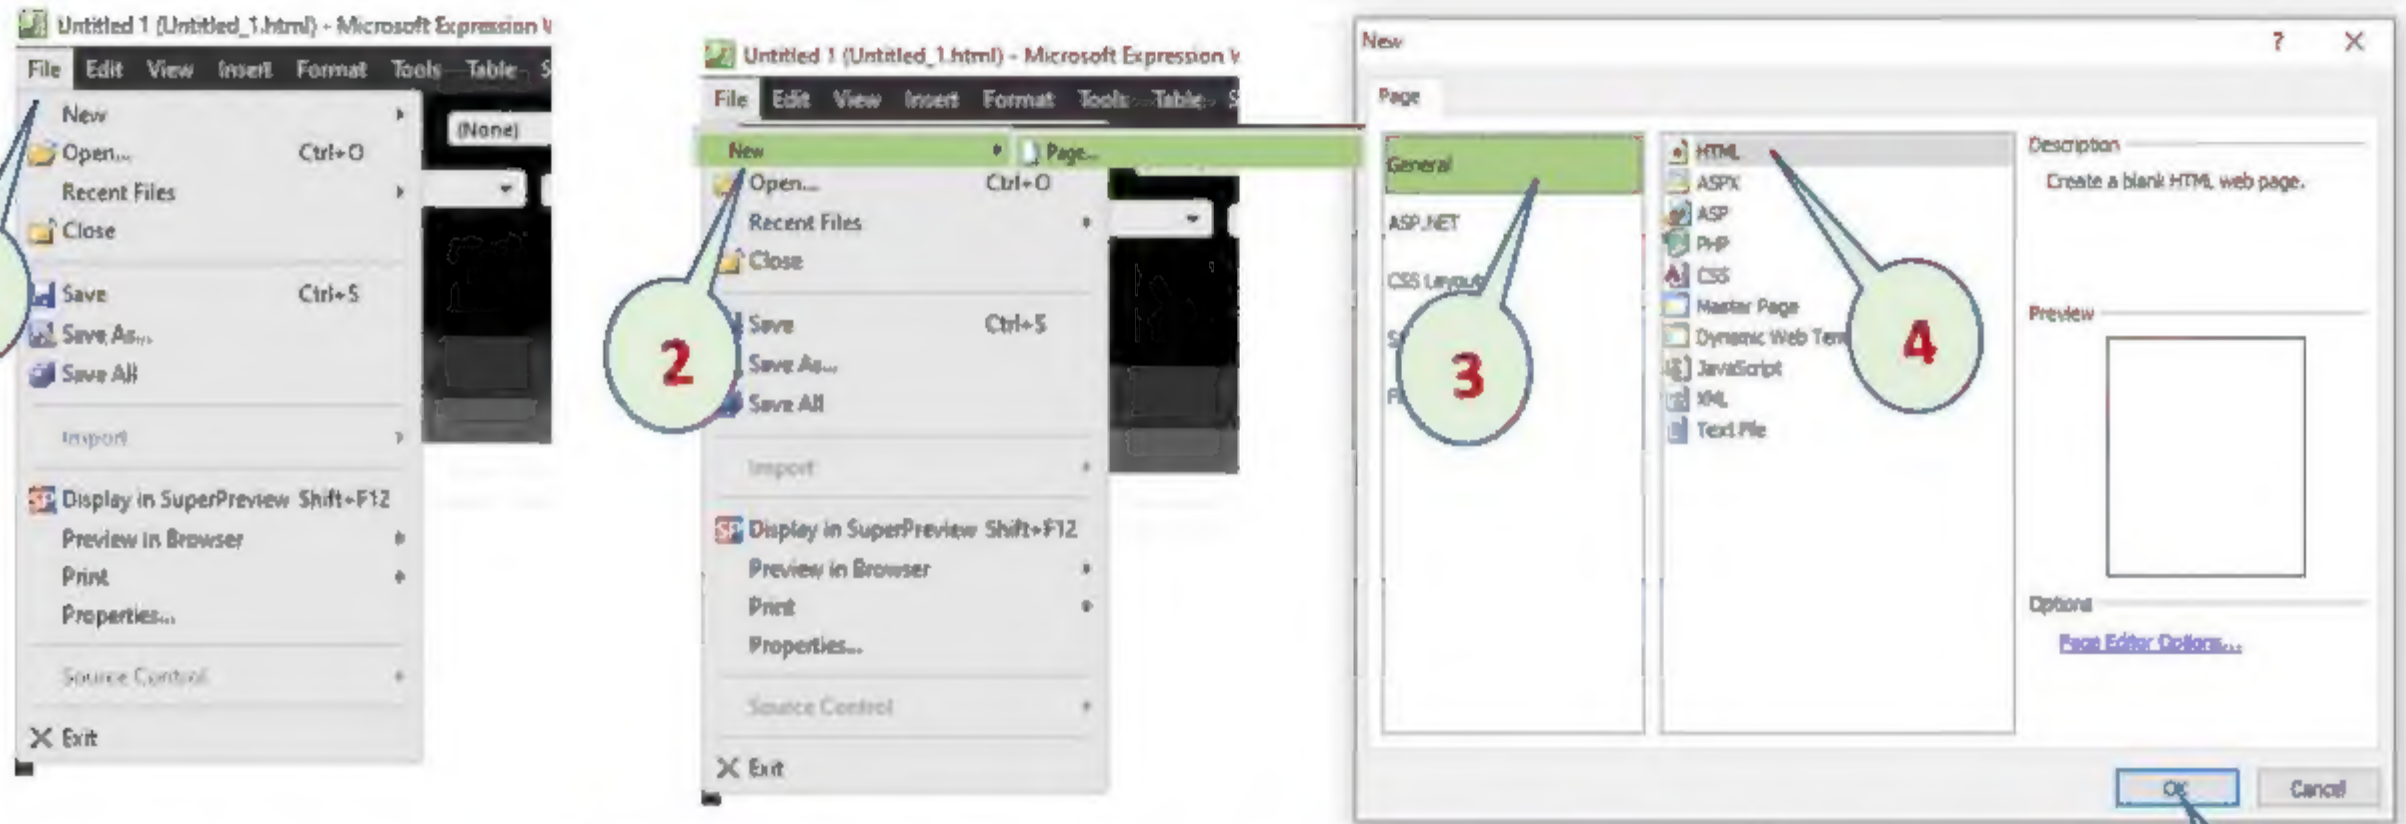 Untitled 1 (Untitled_1.html) - Microsoft Expression
File Edit View Insert Format Tools Table
New
(None)
Open... Ctrl+O
Recent Files
Close
Save Ctrl+S
Save As...
Save All
Import
Display in SuperPreview Shift+F12
Preview in Browser
Print
Properties...
Source Control
Exit
Untitled 1 (Untitled_1.html) - Microsoft Expression
File Edit View Insert Format Tools Table
New Page...
Open... Ctrl+O
Recent Files
Close
Save Ctrl+S
2
Save As...
Save All
Import
Display in SuperPreview Shift+F12
Preview in Browser
Print
Properties...
Source Control
Exit
New ?
Page
General
ASP.NET
CSS Layout
3
HTML
ASPX
ASP
PHP
CSS
Master Page
Dynamic Web
JavaScript
XML
Text File
4
Description
Create a blank HTML web page.
Preview
Options
Page Editor Options...
OK Cancel